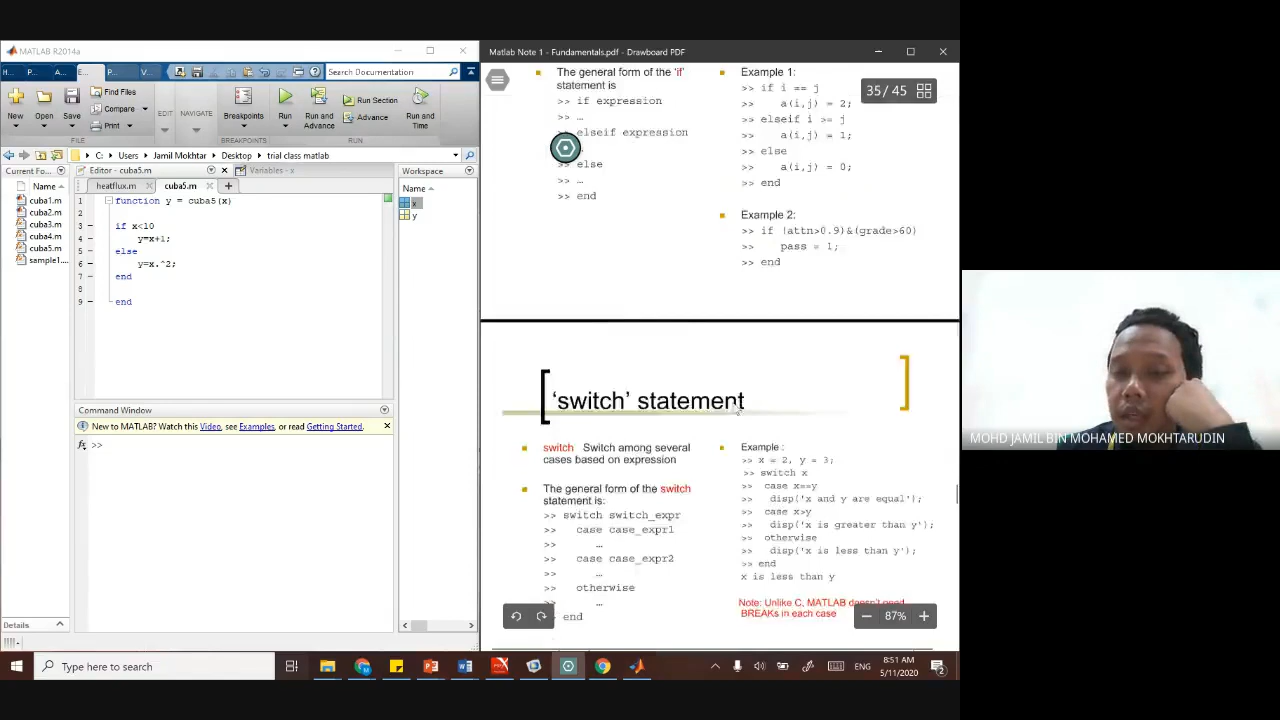 MATLAB R2014a
H... P... A... E... P... V...
Search Documentation
New
Open
Save
Find Files
Compare
Print
EDIT
NAVIGATE
Breakpoints
Run
Run and
Advance
Run Section
Advance
Run and
Time
FILE
BREAKPOINTS
RUN
C: Users Jamil Mokhtar Desktop trial class matlab
Current Fo...
Name
cuba1.m
cuba2.m
cuba3.m
cuba4.m
cuba5.m
sample1....
Details
Editor - cuba5.m
Variables - x
heatflux.m
cuba5.m
1 function y = cuba5(x)
2
3 if x<10
4 y=x+1;
5 else
6 y=x.^2;
7 end
8
9 end
Workspace
Name
x
y
Command Window
New to MATLAB? Watch this Video, see Examples, or read Getting Started.
fx >>
Matlab Note 1 - Fundamentals.pdf - Drawboard PDF
35 / 45
The general form of the 'if'
statement is
>> if expression
>> …
>> elseif expression
>> else
>> …
>> end
Example 1:
>> if i == j
>> a(i,j) = 2;
>> elseif i >= j
>> a(i,j) = 1;
>> else
>> a(i,j) = 0;
>> end
Example 2:
>> if (attn>0.9)&(grade>60)
>> pass = 1;
>> end
'switch' statement
switch Switch among several
cases based on expression
The general form of the switch
statement is:
>> switch switch_expr
>> case case_expr1
>> …
>> case case_expr2
>> …
>> otherwise
>> …
end
Example :
>> x = 2, y = 3;
>> switch x
>> case x==y
>> disp('x and y are equal');
>> case x>y
>> disp('x is greater than y');
>> otherwise
>> disp('x is less than y');
>> end
x is less than y
Note: Unlike C, MATLAB doesn't need
BREAKs in each case
87%
MOHD JAMIL BIN MOHAMED MOKHTARUDIN
Type here to search
ENG
8:51 AM
5/11/2020
2